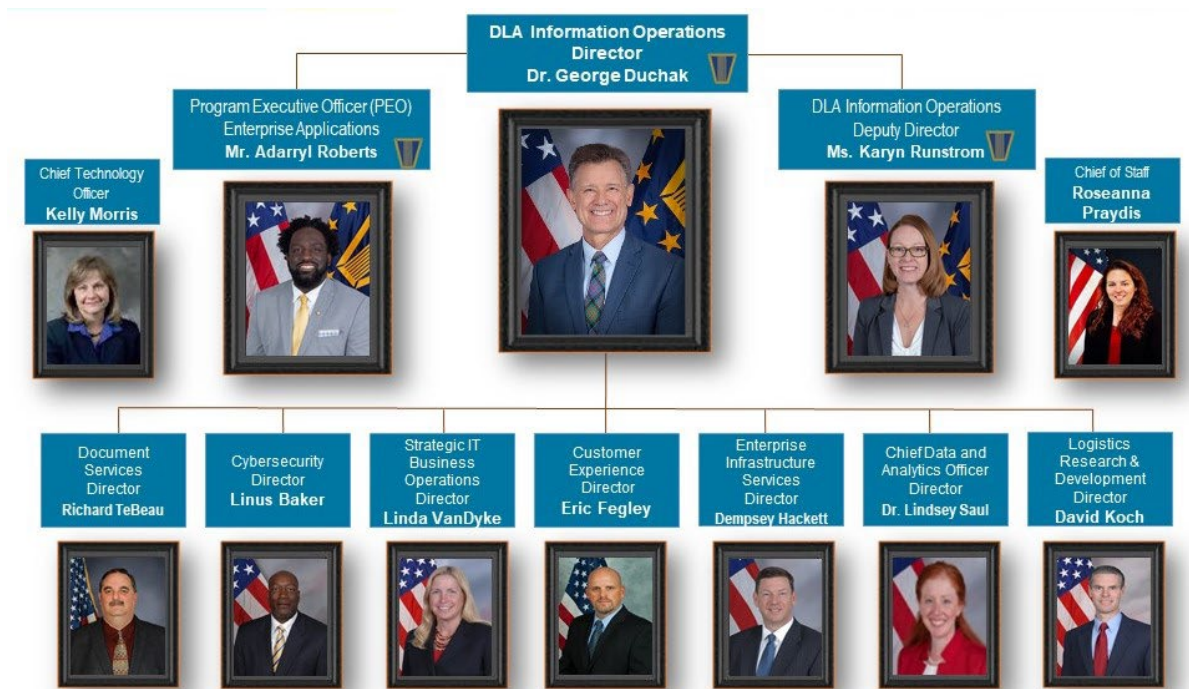 DLA Information Operations
Director
Dr. George Duchak
Program Executive Officer (PEO)
Enterprise Applications
Mr. Adarryl Roberts
DLA Information Operations
Deputy Director
Ms. Karyn Runstrom
Chief Technology
Officer
Kelly Morris
Chief of Staff
Roseanna
Praydis
Document
Services
Director
Richard TeBeau
Cybersecurity
Director
Linus Baker
Strategic IT
Business
Operations
Director
Linda VanDyke
Customer
Experience
Director
Eric Fegley
Enterprise
Infrastructure
Services
Director
Dempsey Hackett
Chief Data and
Analytics Officer
Director
Dr. Lindsey Saul
Logistics
Research &
Development
Director
David Koch